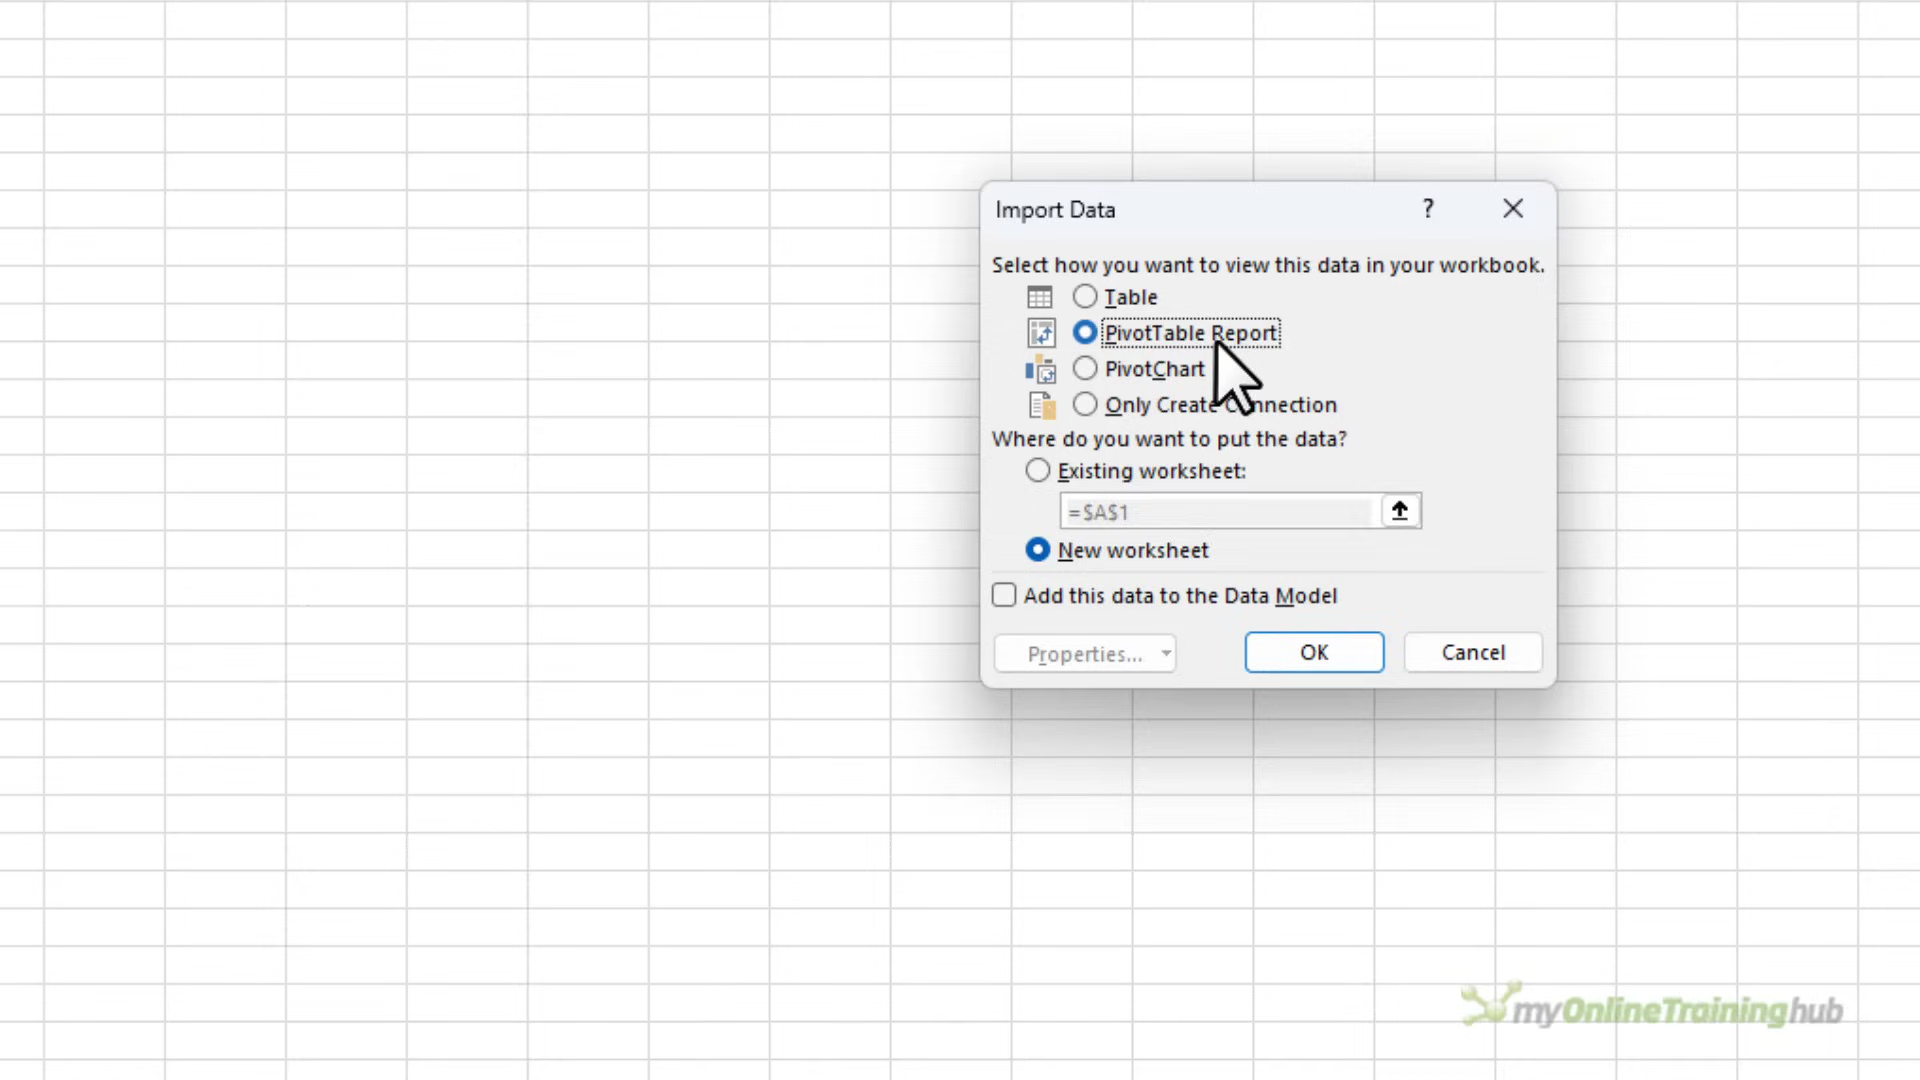 Import Data
?
Select how you want to view this data in your workbook.
Table
PivotTable Report
PivotChart
Only Create Connection
Where do you want to put the data?
Existing worksheet:
=$A$1
New worksheet
Add this data to the Data Model
Properties...
OK
Cancel
myOnlineTraininghub